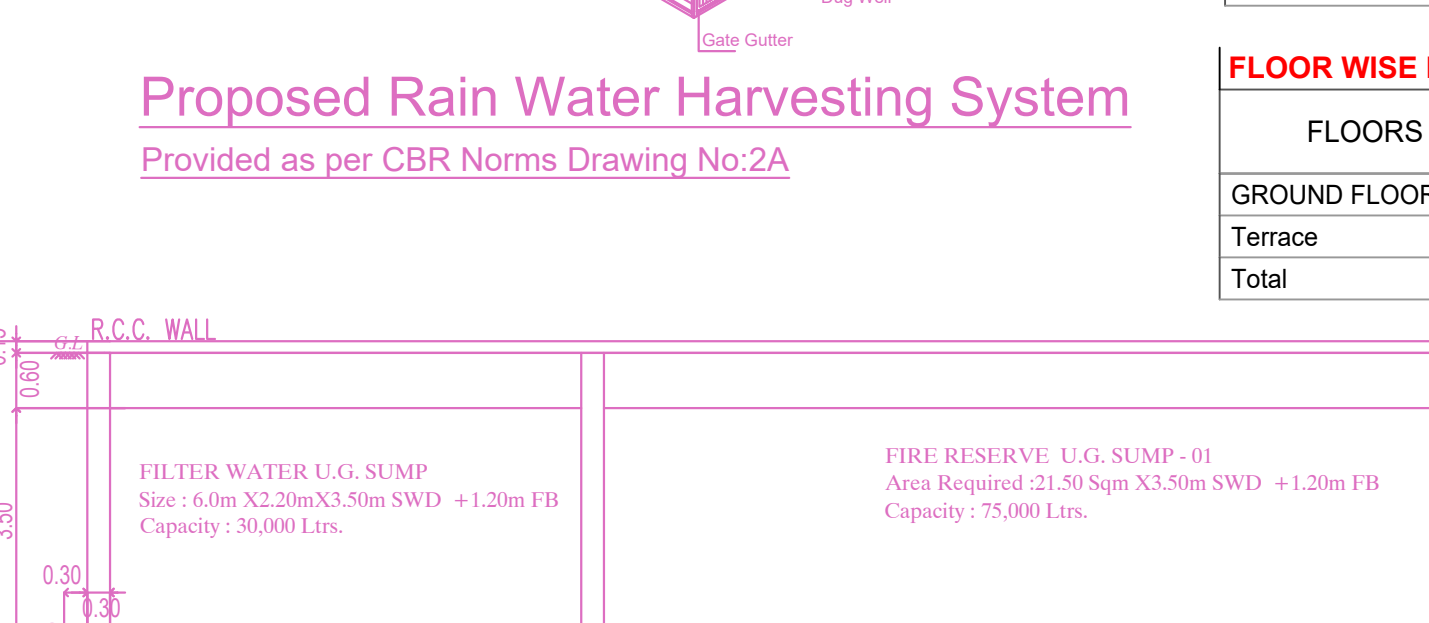 Gate Gutter
Proposed Rain Water Harvesting System
Provided as per CBR Norms Drawing No:2A
FLOOR WISE
FLOORS
GROUND FLOOR
Terrace
Total
R.C.C. WALL
G.L
0.60
FILTER WATER U.G. SUMP
Size : 6.0m X2.20mX3.50m SWD +1.20m FB
Capacity : 30,000 Ltrs.
FIRE RESERVE U.G. SUMP - 01
Area Required :21.50 Sqm X3.50m SWD +1.20m FB
Capacity : 75,000 Ltrs.
3.50
0.30
0.30